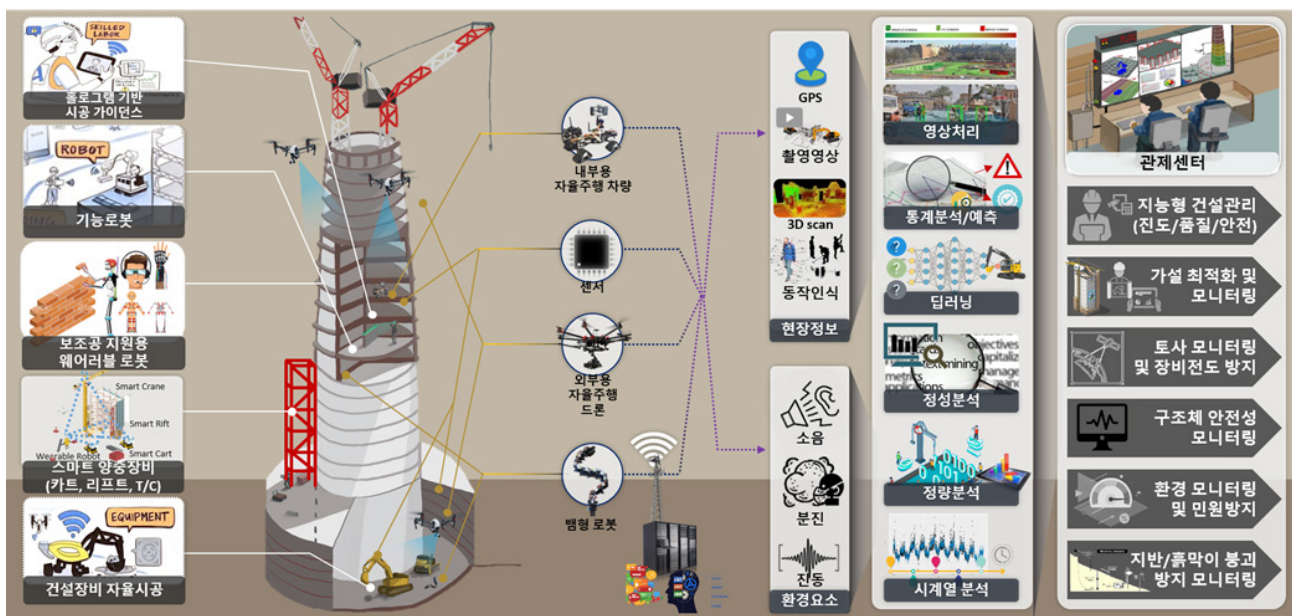 SKILLED
LABOR
홀로그램 기반
시공 가이던스
ROBOT
기능로봇
보조공 지원용
웨어러블 로봇
Smart Crane
Smart Rift
Wearable Robot
Smart Cart
스마트 양중장비
(카트, 리프트, T/C)
EQUIPMENT
건설장비 자율시공
내부용
자율주행 차량
센서
외부용
자율주행
드론
뱀형 로봇
GPS
촬영영상
3D scan
동작인식
현장정보
소음
분진
진동
환경요소
영상처리
통계분석/예측
딥러닝
정성분석
정량분석
시계열 분석
관제센터
지능형 건설관리
(진도/품질/안전)
가설 최적화 및
모니터링
토사 모니터링
및 장비전도 방지
구조체 안전성
모니터링
환경 모니터링
및 민원방지
지반/흙막이 붕괴
방지 모니터링